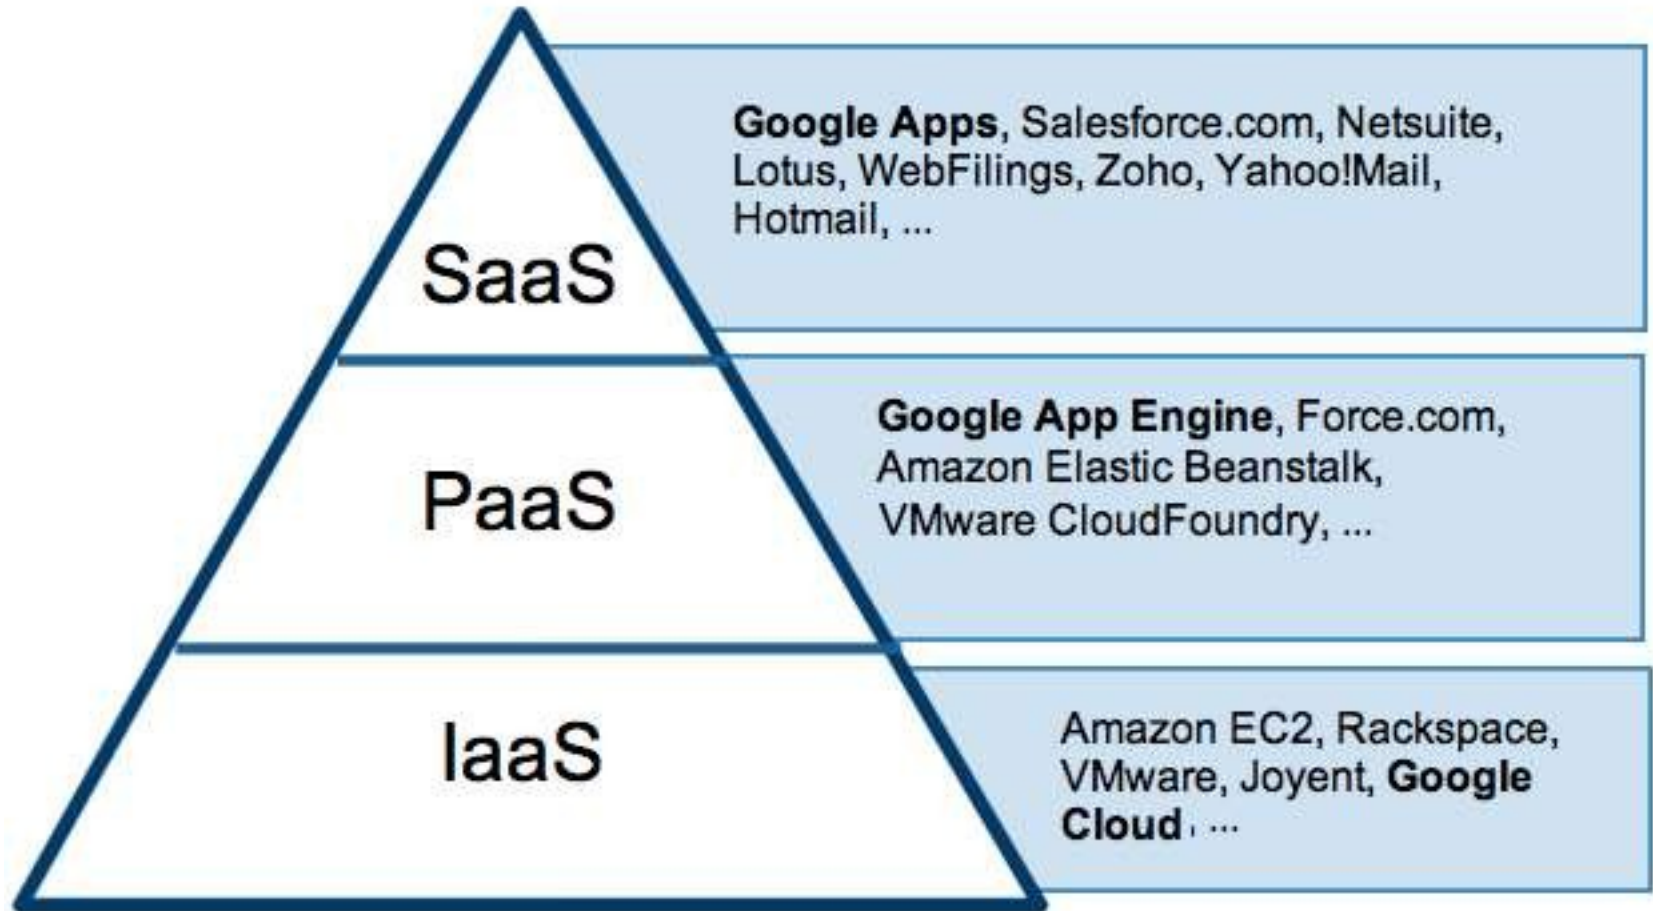 SaaS
Google Apps, Salesforce.com, Netsuite,
Lotus, WebFilings, Zoho, Yahoo!Mail,
Hotmail, ...
PaaS
Google App Engine, Force.com,
Amazon Elastic Beanstalk,
VMware CloudFoundry, ...
IaaS
Amazon EC2, Rackspace,
VMware, Joyent, Google
Cloud, ...